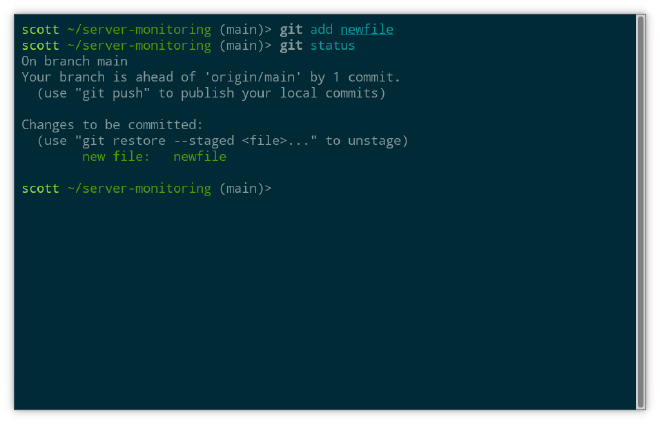 scott ~/server-monitoring (main)> git add newfile
scott ~/server-monitoring (main)> git status
On branch main
Your branch is ahead of 'origin/main' by 1 commit.
  (use "git push" to publish your local commits)

Changes to be committed:
  (use "git restore --staged <file>..." to unstage)
        new file:   newfile

scott ~/server-monitoring (main)>